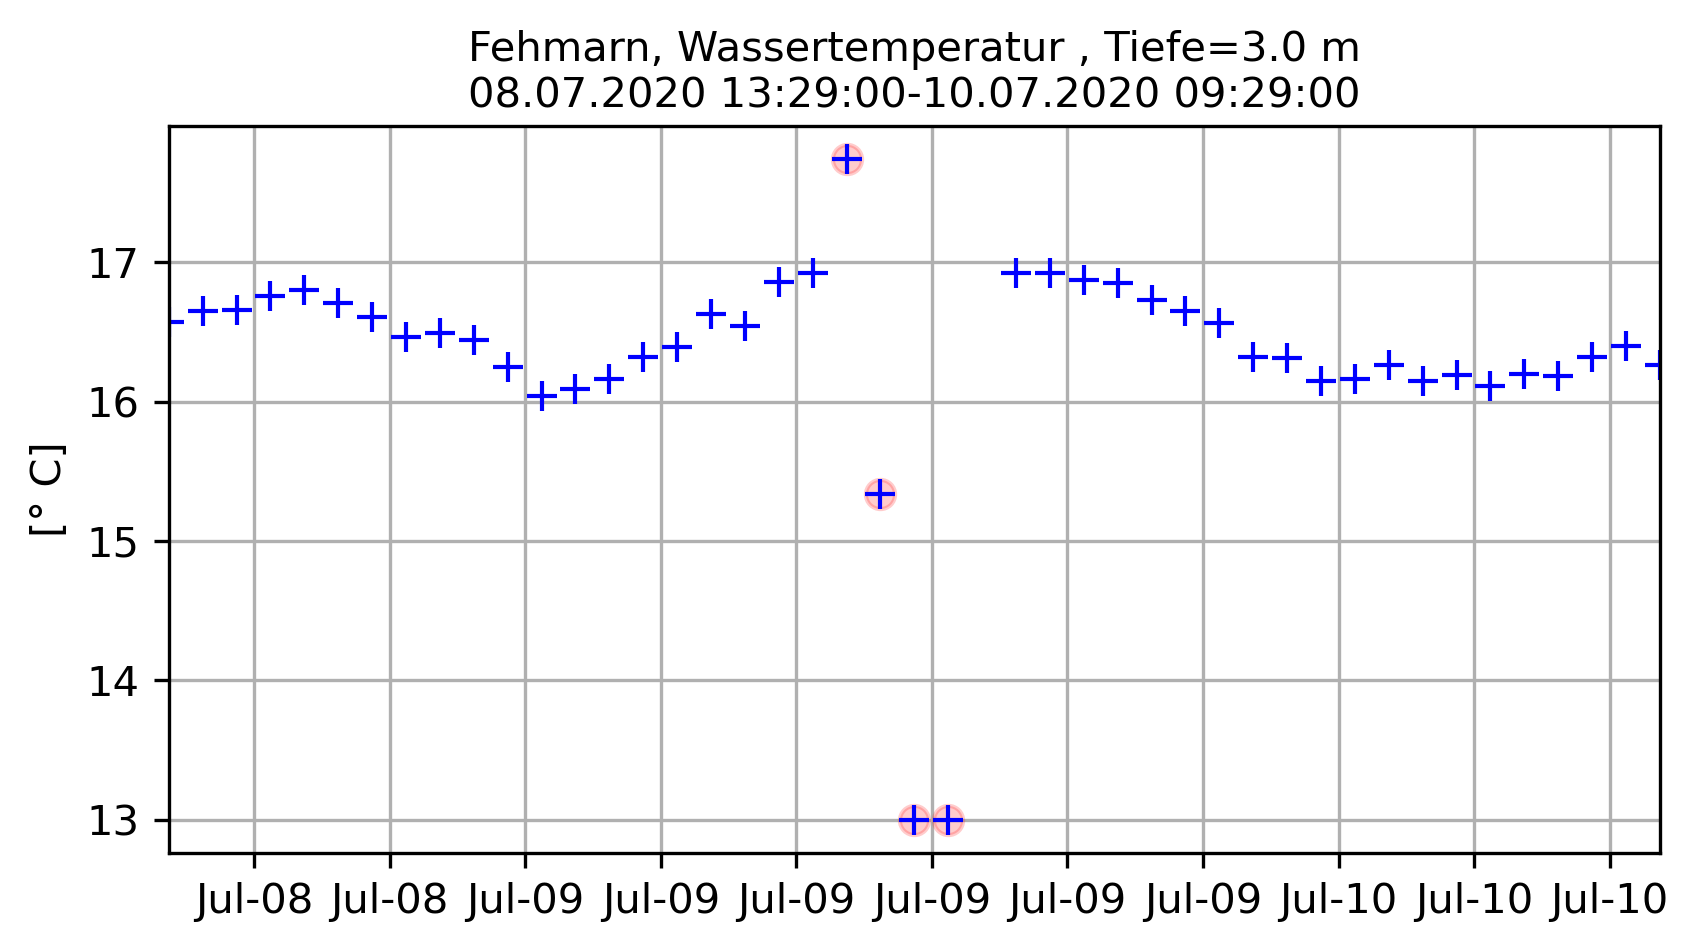 Fehmarn, Wassertemperatur , Tiefe=3.0 m
08.07.2020 13:29:00-10.07.2020 09:29:00
[° C]
17
16
15
14
13
Jul-08 Jul-08 Jul-09 Jul-09 Jul-09 Jul-09 Jul-09 Jul-09 Jul-10 Jul-10 Jul-10